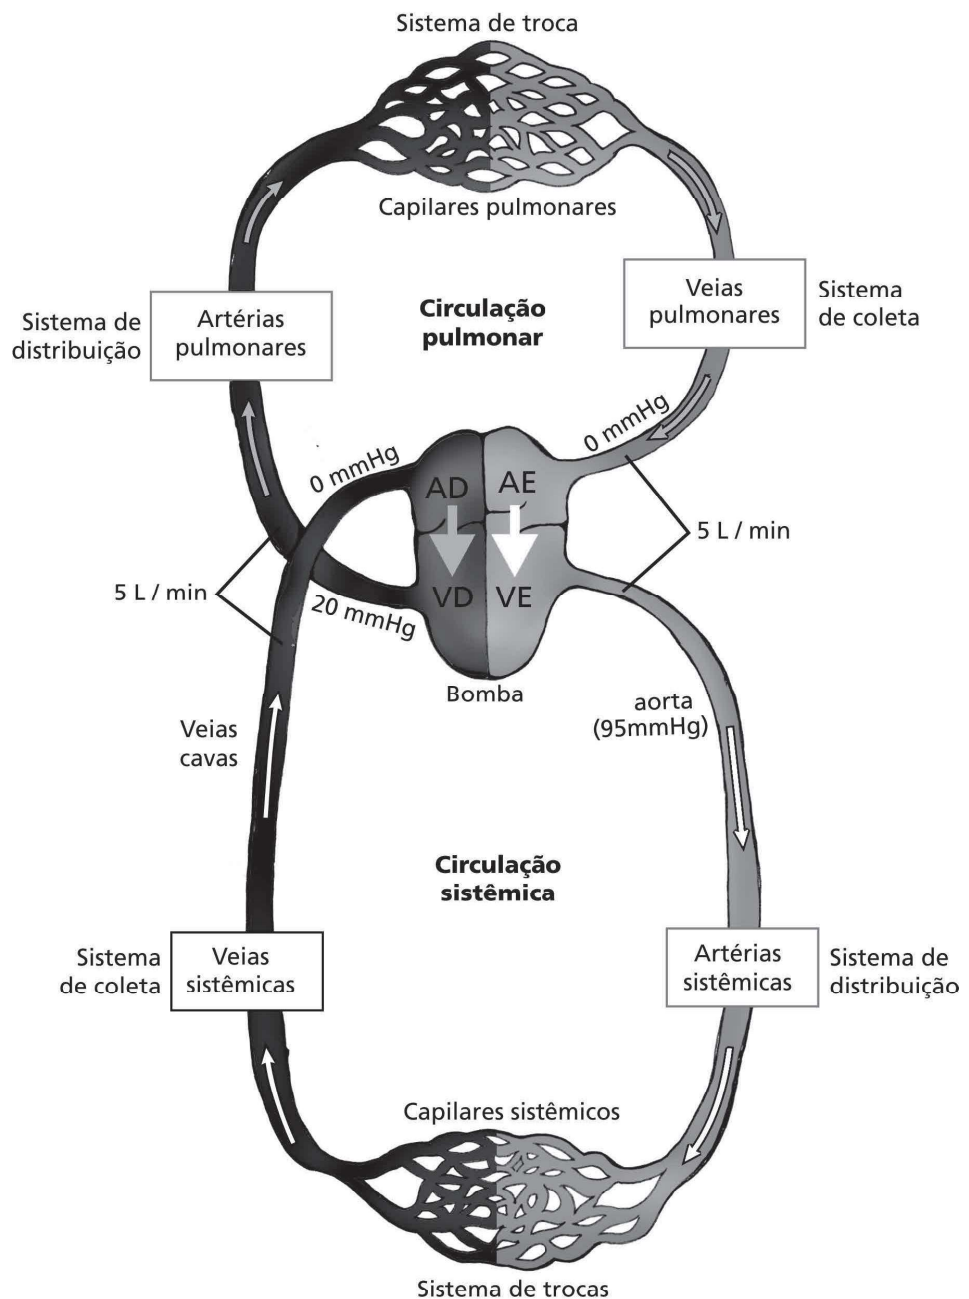 Sistema de troca
Capilares pulmonares
Sistema de
distribuição
Artérias
pulmonares
Circulação
pulmonar
Veias
pulmonares
Sistema
de coleta
0 mmHg
0 mmHg
AD
AE
5 L / min
5 L / min
20 mmHg
VD
VE
Bomba
Veias
cavas
aorta
(95mmHg)
Circulação
sistêmica
Sistema
de coleta
Veias
sistêmicas
Artérias
sistêmicas
Sistema de
distribuição
Capilares sistêmicos
Sistema de trocas